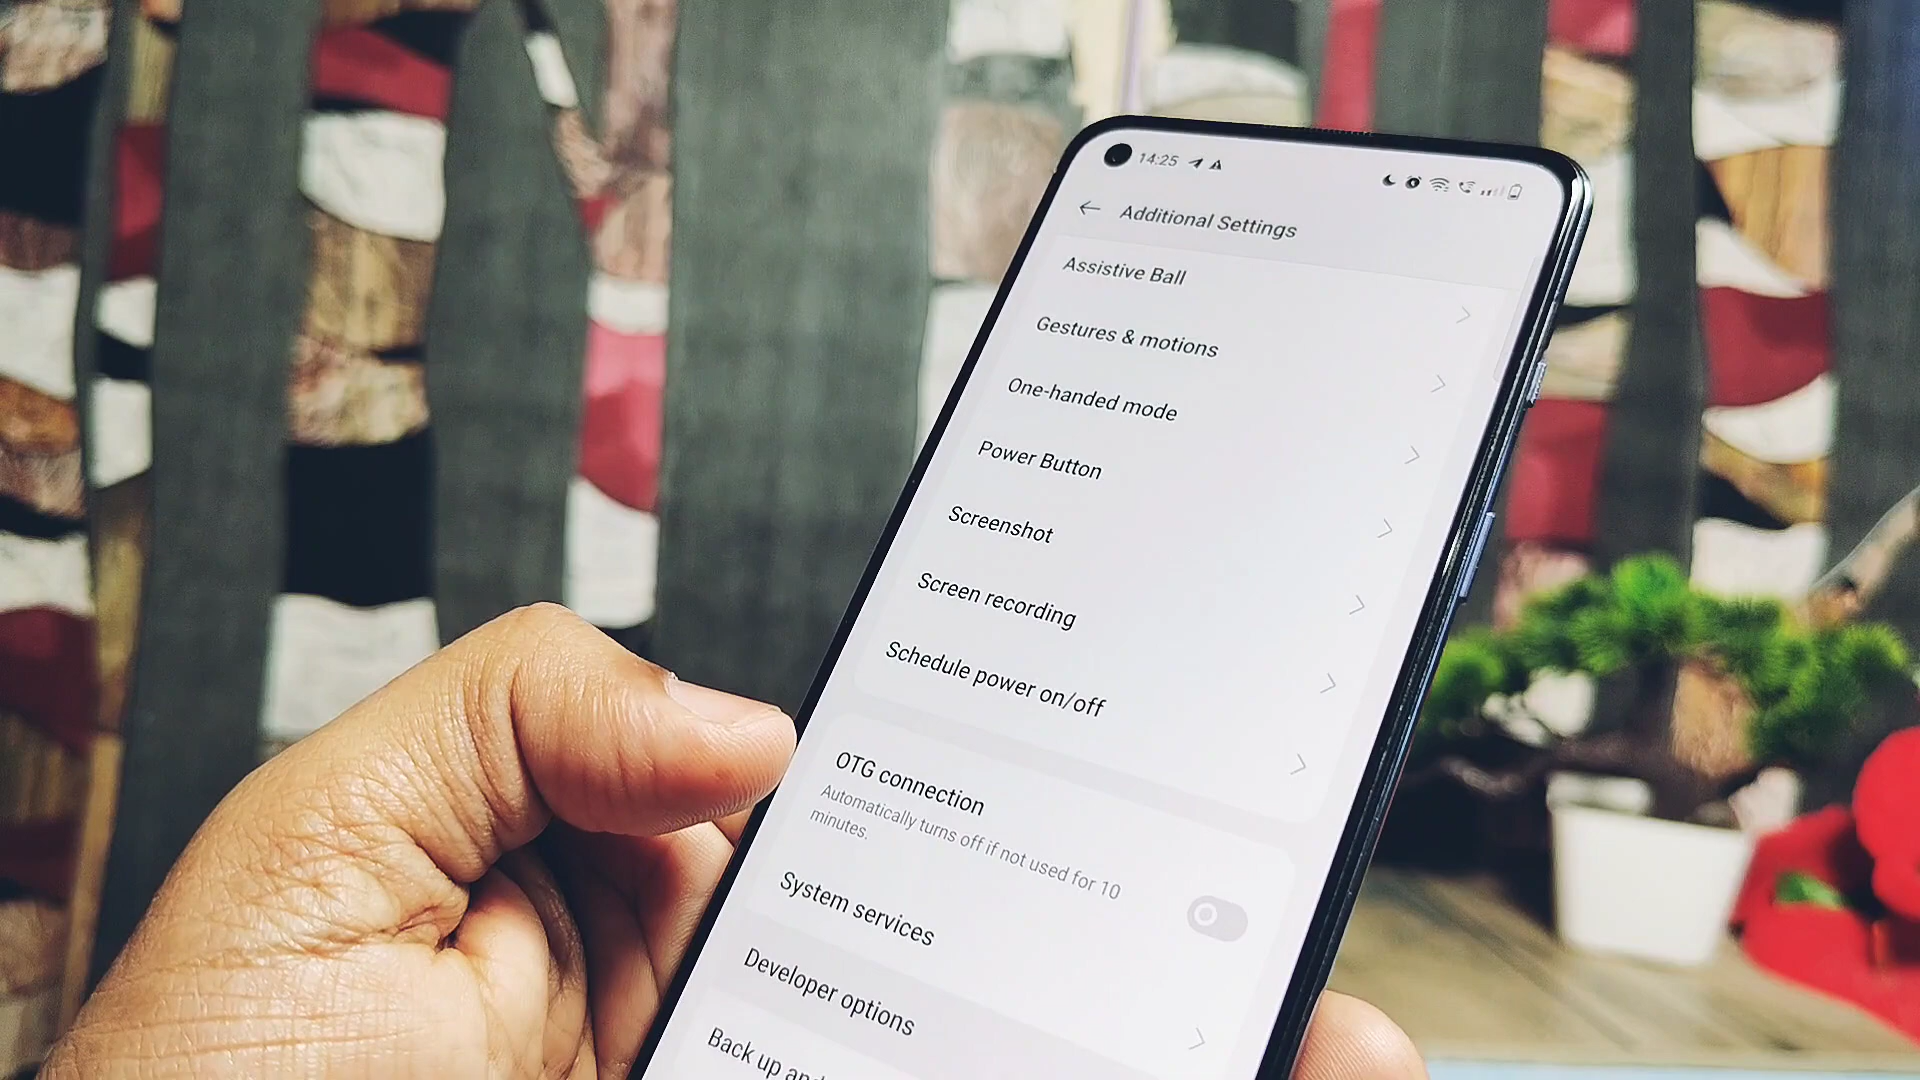 14:25
Additional Settings
Assistive Ball
Gestures & motions
One-handed mode
Power Button
Screenshot
Screen recording
Schedule power on/off
OTG connection
Automatically turns off if not used for 10
minutes.
System services
Developer options
Back up and